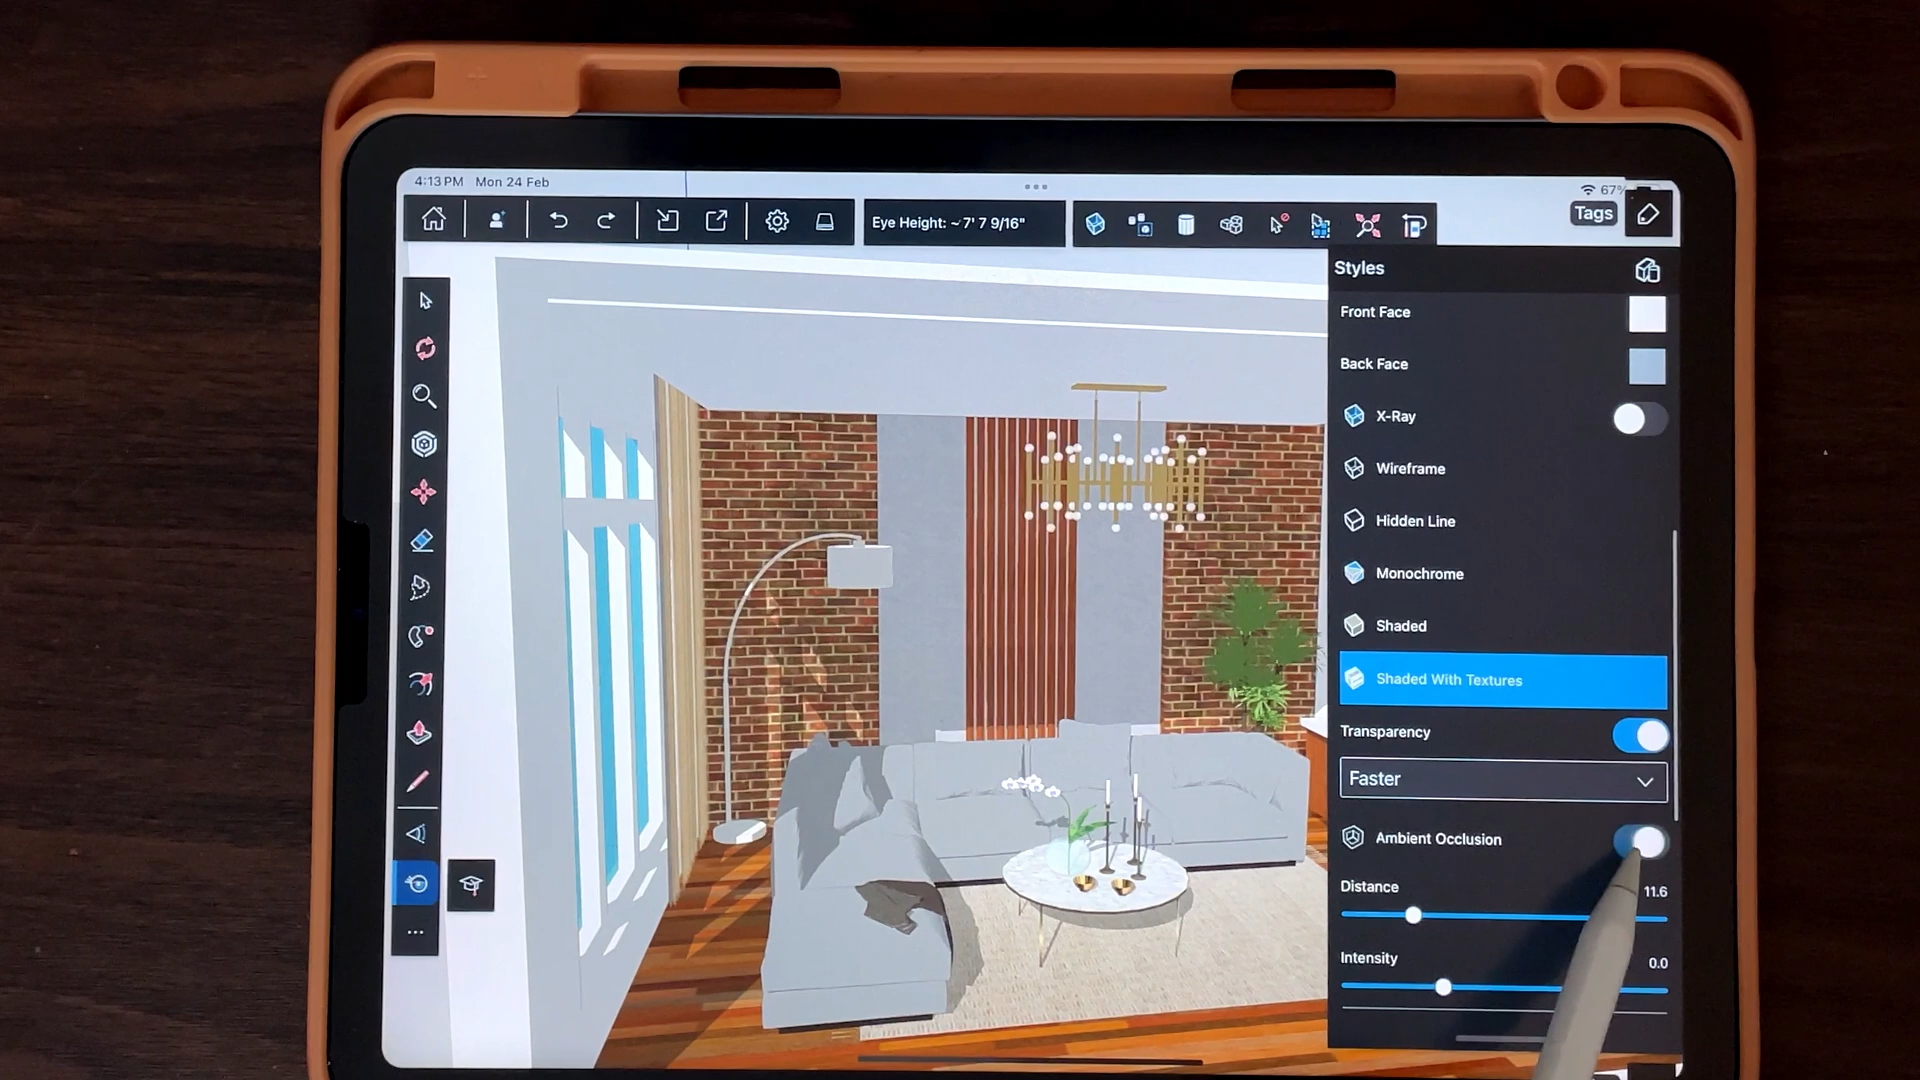 4:13 PM Mon 24 Feb
67%
Eye Height: ~ 7' 7 9/16"
Tags
Styles
Front Face
Back Face
X-Ray
Wireframe
Hidden Line
Monochrome
Shaded
Shaded With Textures
Transparency
Faster
Ambient Occlusion
Distance
11.6
Intensity
0.0